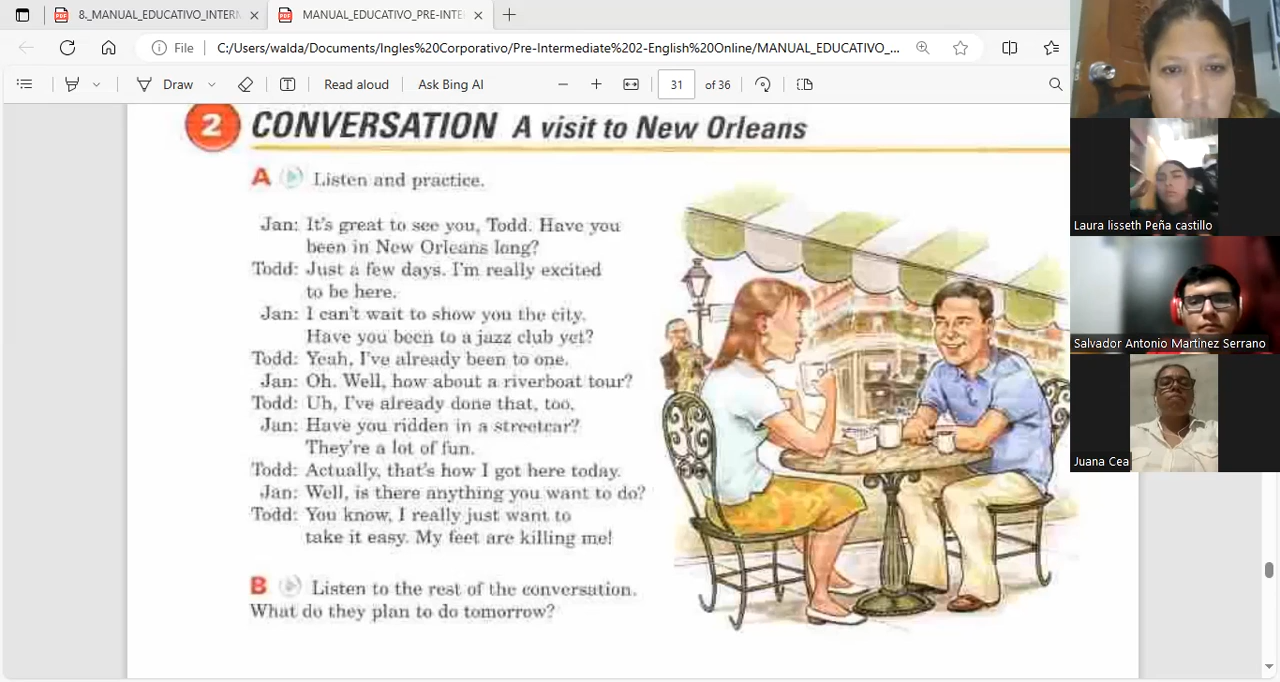 8._MANUAL_EDUCATIVO_INTERM
MANUAL_EDUCATIVO_PRE-INTE
File
C:/Users/walda/Documents/Ingles%20Corporativo/Pre-Intermediate%202-English%20Online/MANUAL_EDUCATIVO_...
Draw
Read aloud
Ask Bing AI
31
of 36
2 CONVERSATION A visit to New Orleans
A Listen and practice.
Jan: It's great to see you, Todd. Have you
been in New Orleans long?
Todd: Just a few days. I'm really excited
to be here.
Jan: I can't wait to show you the city.
Have you been to a jazz club yet?
Todd: Yeah, I've already been to one.
Jan: Oh. Well, how about a riverboat tour?
Todd: Uh, I've already done that, too.
Jan: Have you ridden in a streetcar?
They're a lot of fun.
Todd: Actually, that's how I got here today.
Jan: Well, is there anything you want to do?
Todd: You know, I really just want to
take it easy. My feet are killing me!
B Listen to the rest of the conversation.
What do they plan to do tomorrow?
Laura lisseth Peña castillo
Salvador Antonio Martinez Serrano
Juana Cea